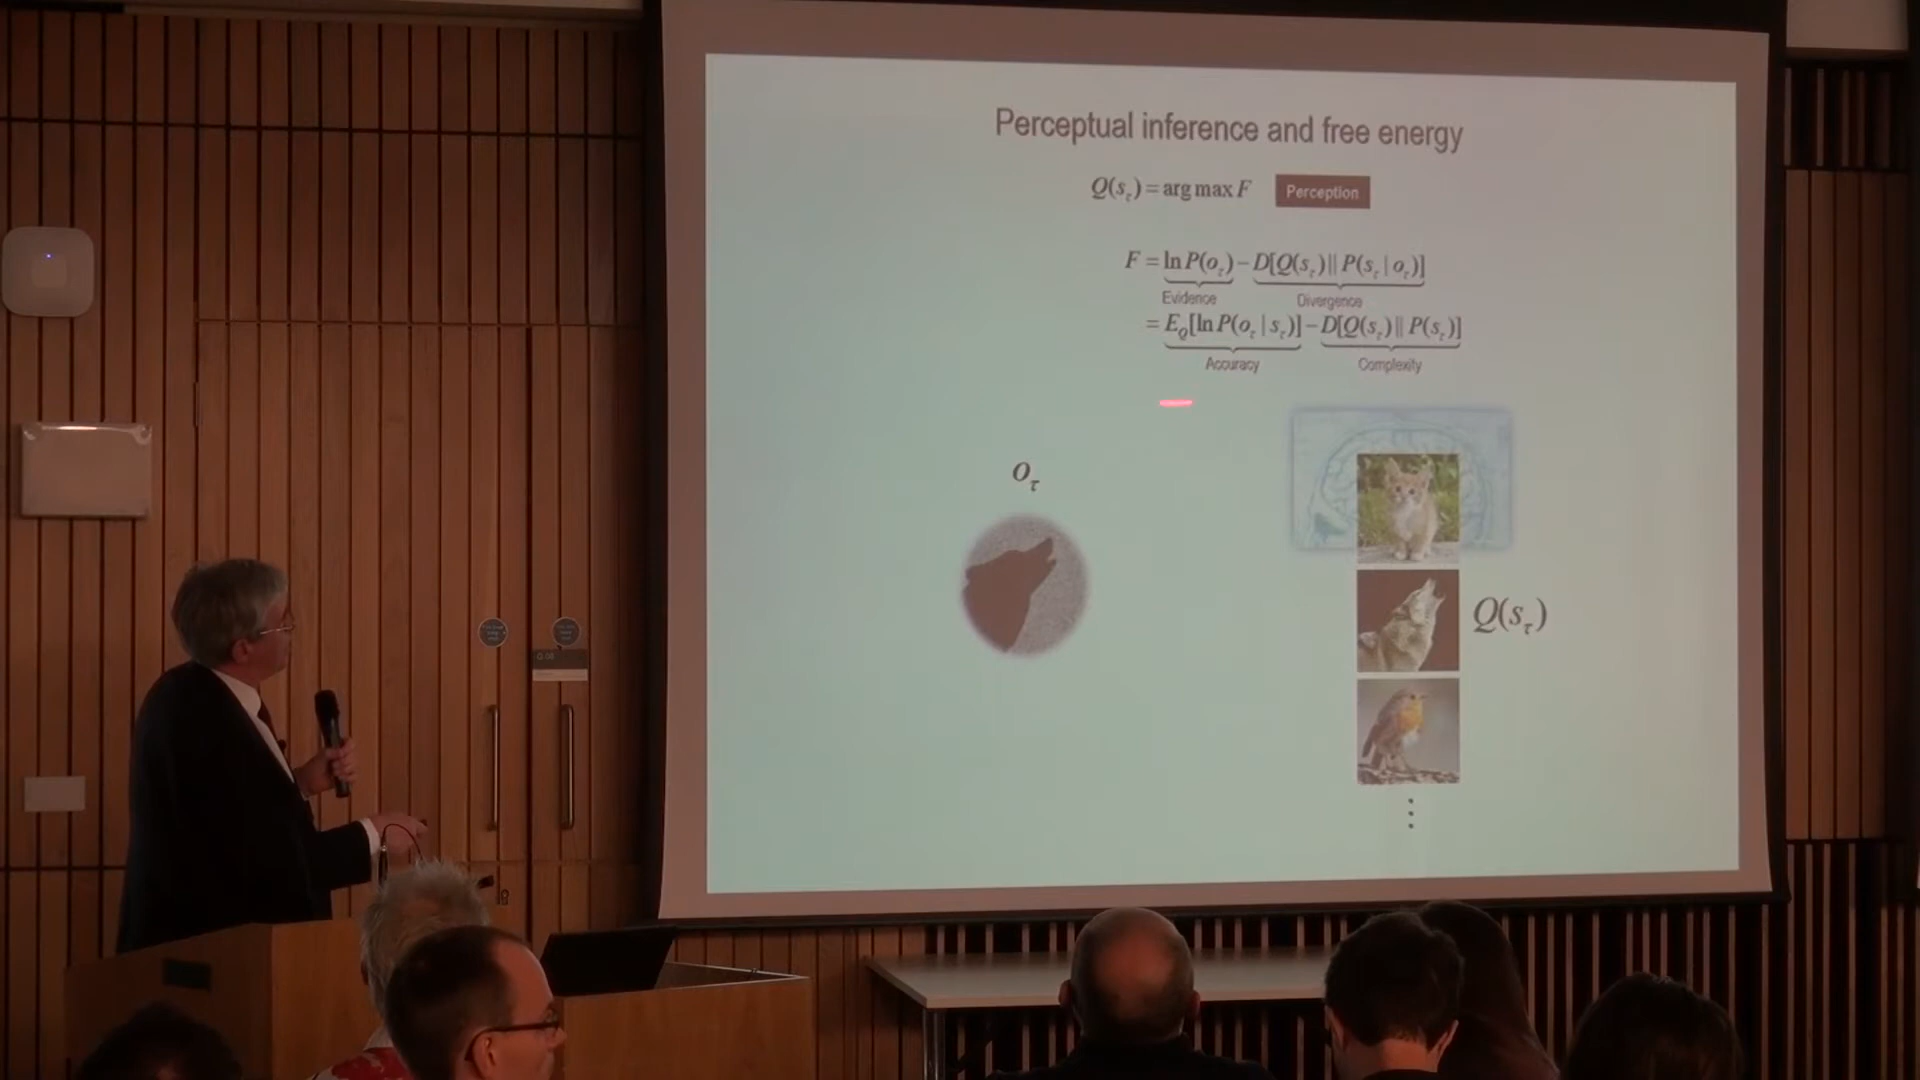 Perceptual inference and free energy
Q(sτ) = arg max F Perception
F = ln P(oτ) − D[Q(sτ) || P(sτ | oτ)]
Evidence Divergence
= EQ[ln P(oτ | sτ)] − D[Q(sτ) || P(sτ)]
Accuracy Complexity
oτ
Q(sτ)
⋮